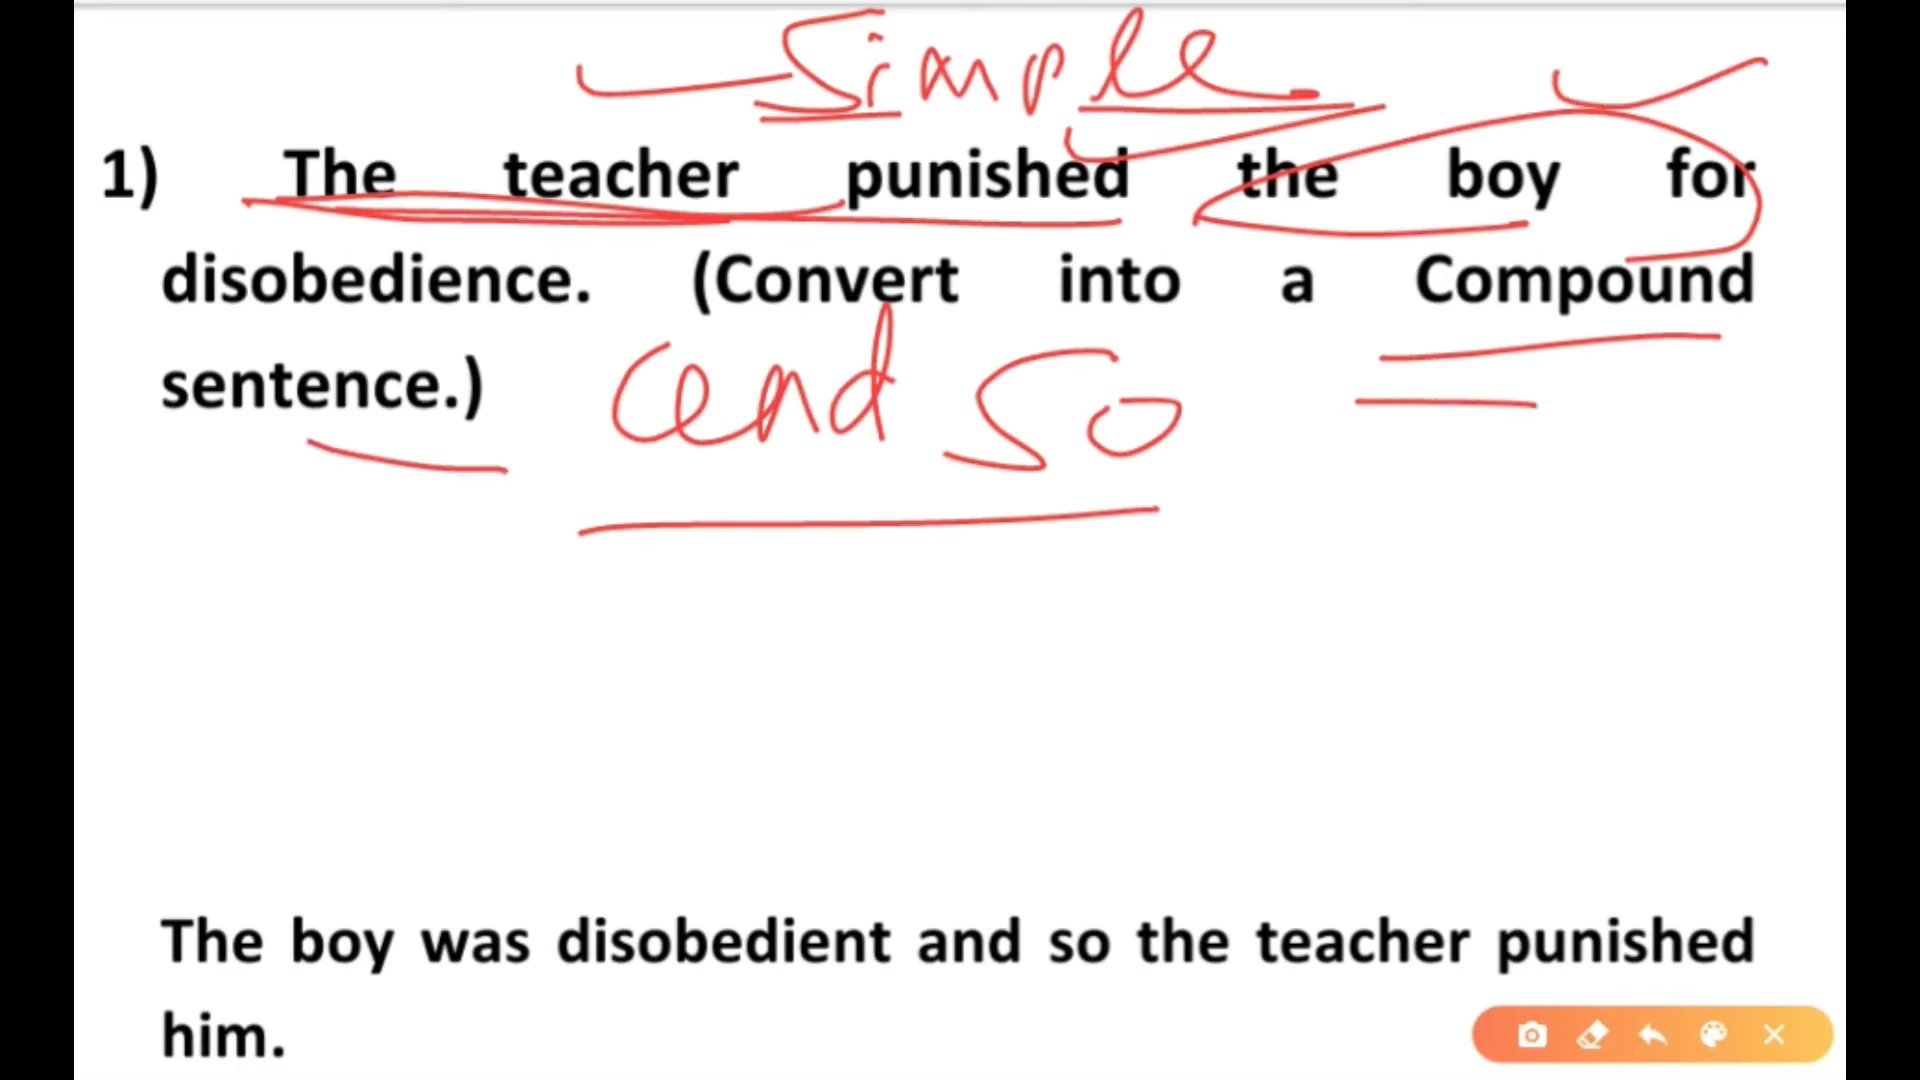 Simple
1) The teacher punished the boy for
disobedience. (Convert into a Compound
sentence.)
and so
The boy was disobedient and so the teacher punished
him.